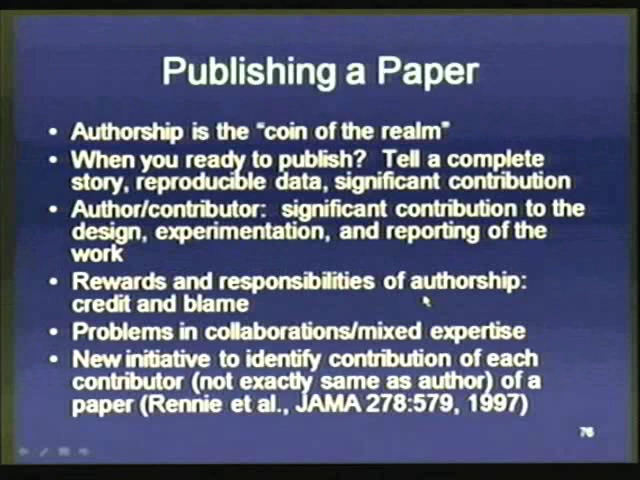 Publishing a Paper
• Authorship is the "coin of the realm"
• When you ready to publish? Tell a complete
story, reproducible data, significant contribution
• Author/contributor: significant contribution to the
design, experimentation, and reporting of the
work
• Rewards and responsibilities of authorship:
credit and blame
• Problems in collaborations/mixed expertise
• New initiative to identify contribution of each
contributor (not exactly same as author) of a
paper (Rennie et al., JAMA 278:579, 1997)
76